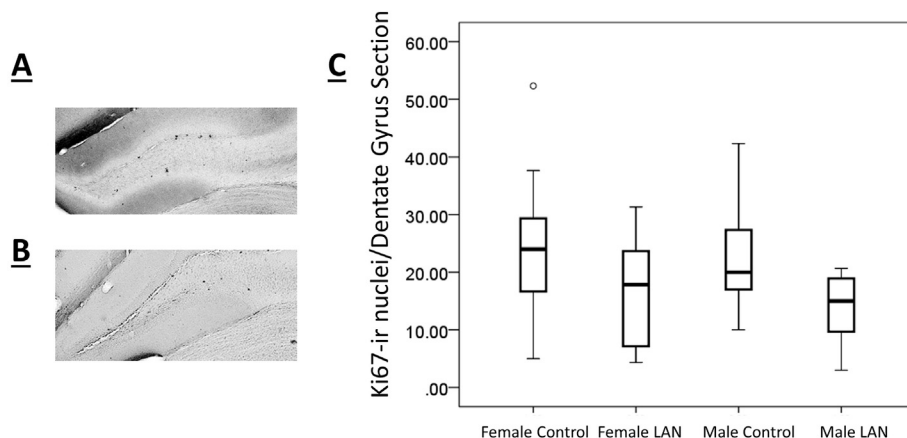 A
B
C
Ki67-ir nuclei/Dentate Gyrus Section
60.00
50.00
40.00
30.00
20.00
10.00
.00
Female Control Female LAN Male Control Male LAN